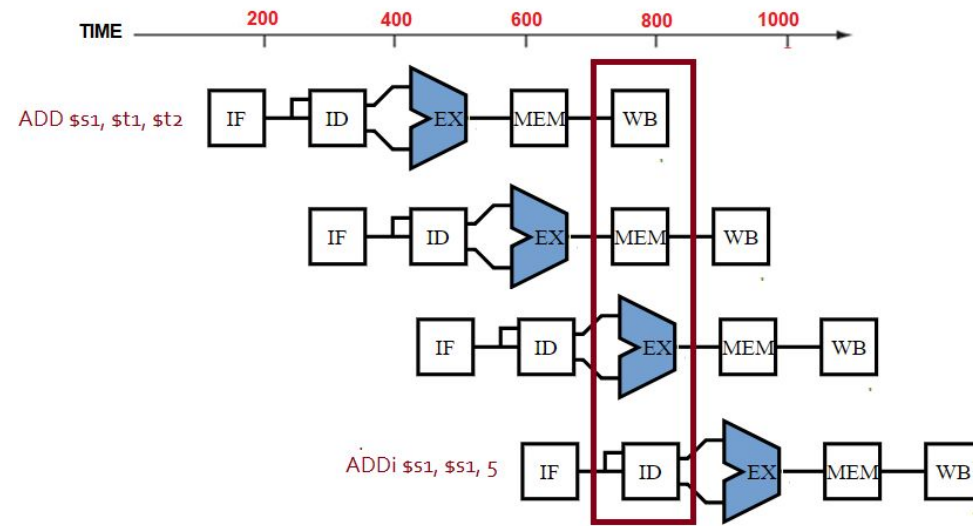 TIME 200 400 600 800 1000
ADD $s1, $t1, $t2 IF ID EX MEM WB
IF ID EX MEM WB
IF ID EX MEM WB
ADDi $s1, $s1, 5 IF ID EX MEM WB